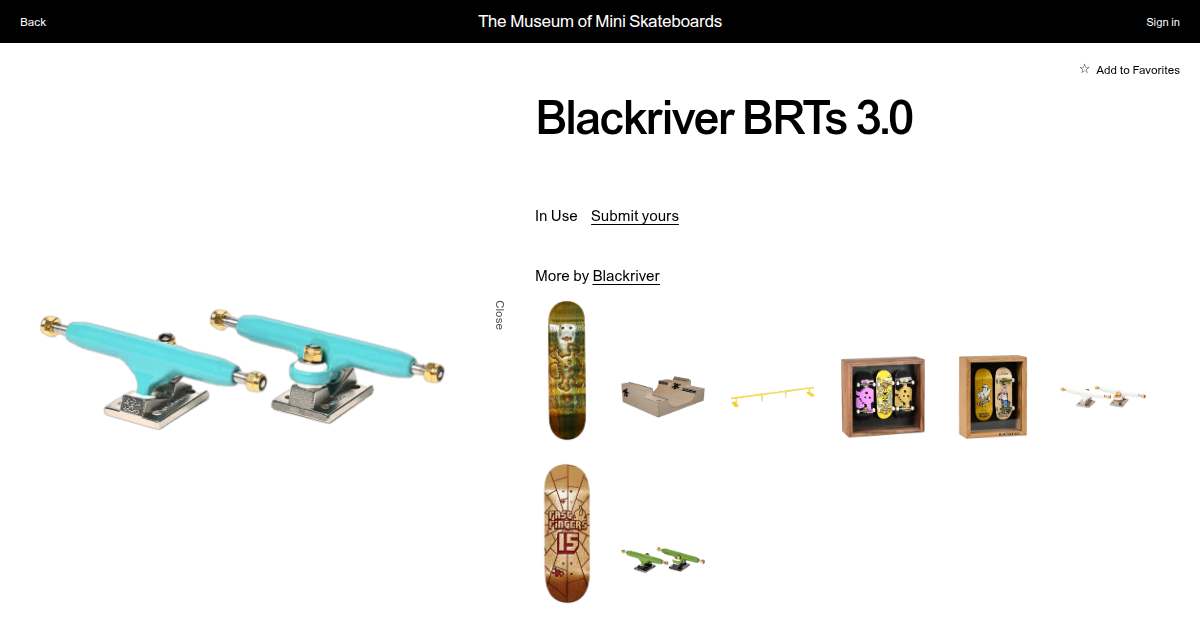 Back
The Museum of Mini Skateboards
Sign in
☆ Add to Favorites
Blackriver BRTs 3.0
In Use Submit yours
More by Blackriver
Close
FAST
FINGERS
15